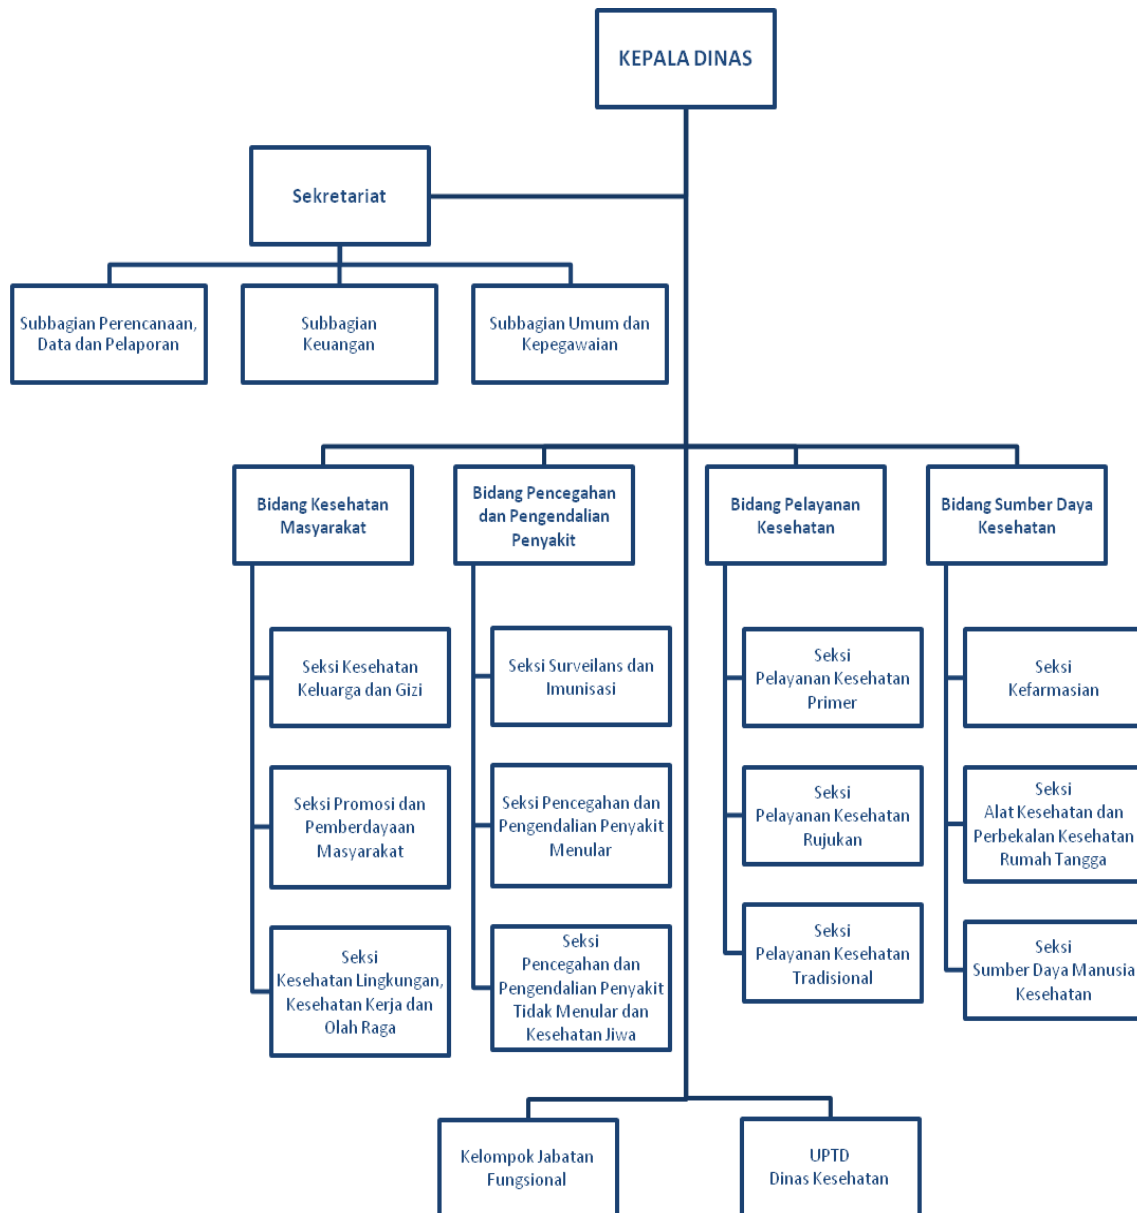 KEPALA DINAS
Sekretariat
Subbagian Perencanaan,
Data dan Pelaporan
Subbagian
Keuangan
Subbagian Umum dan
Kepegawaian
Bidang Kesehatan
Masyarakat
Bidang Pencegahan
dan Pengendalian
Penyakit
Bidang Pelayanan
Kesehatan
Bidang Sumber Daya
Kesehatan
Seksi Kesehatan
Keluarga dan Gizi
Seksi Surveilans dan
Imunisasi
Seksi
Pelayanan Kesehatan
Primer
Seksi
Kefarmasian
Seksi Promosi dan
Pemberdayaan
Masyarakat
Seksi Pencegahan dan
Pengendalian Penyakit
Menular
Seksi
Pelayanan Kesehatan
Rujukan
Seksi
Alat Kesehatan dan
Perbekalan Kesehatan
Rumah Tangga
Seksi
Kesehatan Lingkungan,
Kesehatan Kerja dan
Olah Raga
Seksi
Pencegahan dan
Pengendalian Penyakit
Tidak Menular dan
Kesehatan Jiwa
Seksi
Pelayanan Kesehatan
Tradisional
Seksi
Sumber Daya Manusia
Kesehatan
Kelompok Jabatan
Fungsional
UPTD
Dinas Kesehatan